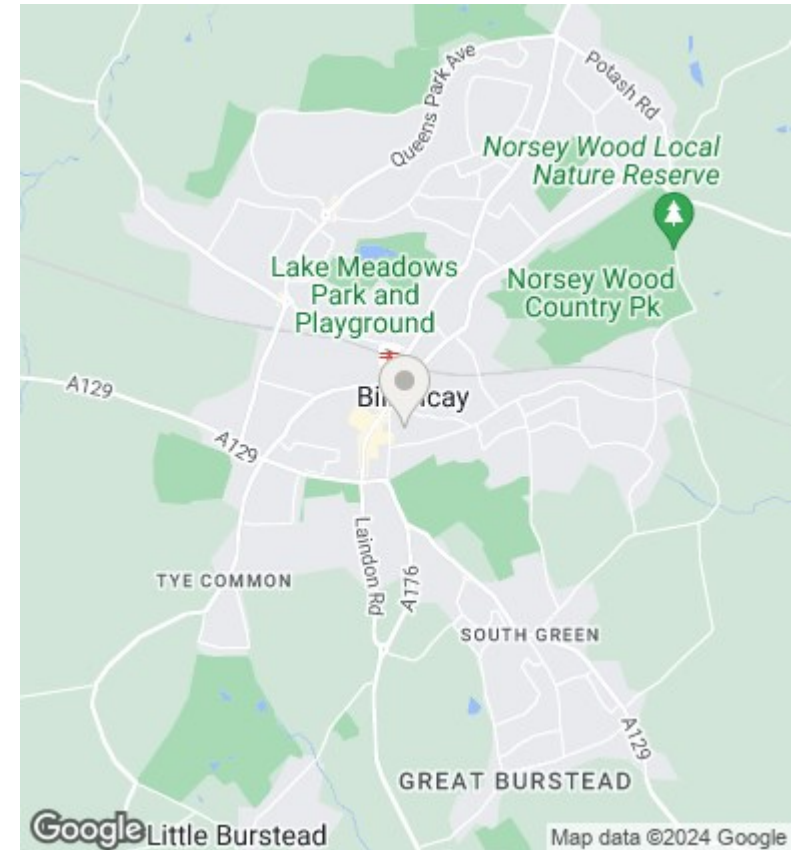 Queens Park Ave
Potash Rd
Norsey Wood Local
Nature Reserve
Lake Meadows
Park and
Playground
Norsey Wood
Country Pk
A129
A129
Laindon Rd
A176
TYE COMMON
SOUTH GREEN
A129
GREAT BURSTEAD
Google
Little Burstead
Map data ©2024 Google